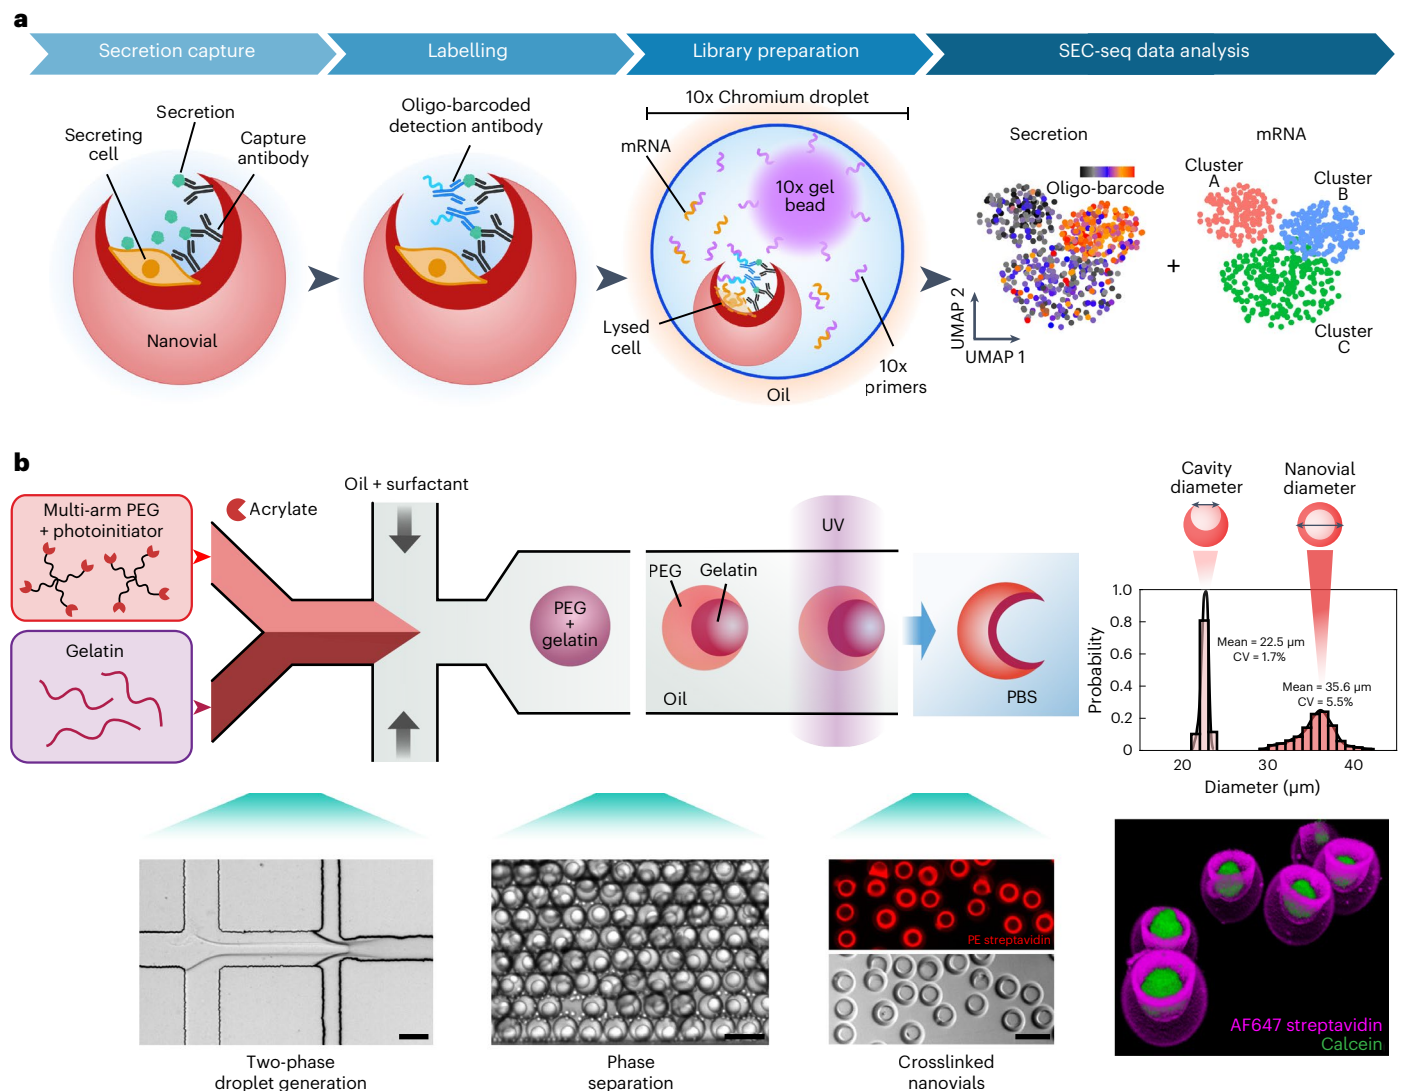 a
Secretion capture
Labelling
Library preparation
SEC-seq data analysis
Secretion
Secreting
cell
Capture
antibody
Nanovial
Oligo-barcoded
detection antibody
10x Chromium droplet
mRNA
10x gel
bead
Lysed
cell
10x
primers
Oil
Secretion
Oligo-barcode
UMAP 2
UMAP 1
+
mRNA
Cluster
A
Cluster
B
Cluster
C
b
Multi-arm PEG
+ photoinitiator
Gelatin
Acrylate
Oil + surfactant
PEG
+
gelatin
PEG
Gelatin
Oil
UV
PBS
Cavity
diameter
Nanovial
diameter
Probability
1.0
0.8
0.6
0.4
0.2
0
Mean = 22.5 µm
CV = 1.7%
Mean = 35.6 µm
CV = 5.5%
20
30
40
Diameter (µm)
PE streptavidin
AF647 streptavidin
Calcein
Two-phase
droplet generation
Phase
separation
Crosslinked
nanovials